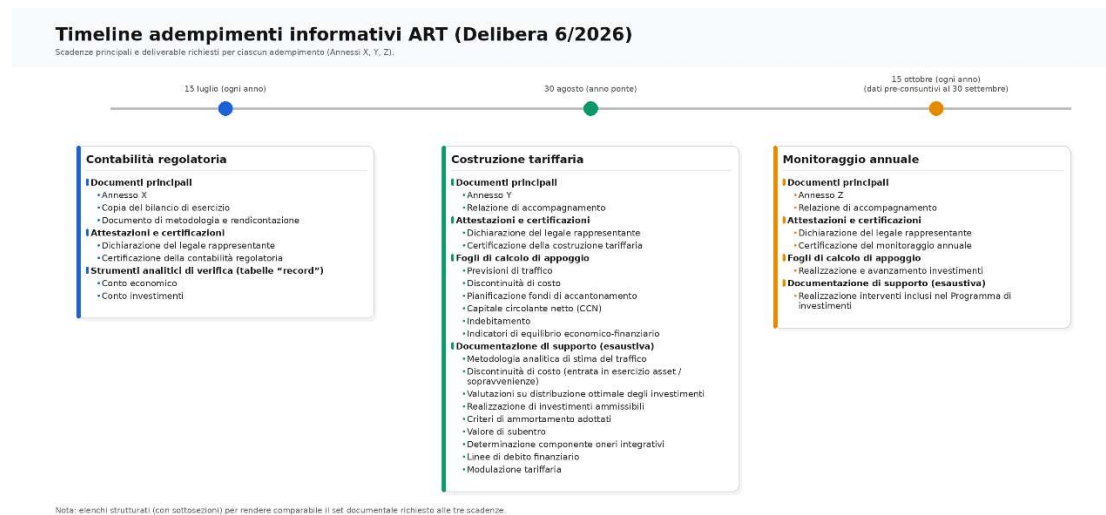 Timeline adempimenti informativi ART (Delibera 6/2026)
Scadenze principali e deliverable richiesti per ciascun adempimento (Annessi X, Y, Z).
15 luglio (ogni anno)
30 agosto (anno ponte)
15 ottobre (ogni anno)
(dati pre-consuntivi al 30 settembre)
Contabilità regolatoria
Documenti principali
•Annesso X
•Copia del bilancio di esercizio
•Documento di metodologia e rendicontazione
Attestazioni e certificazioni
•Dichiarazione del legale rappresentante
•Certificazione della contabilità regolatoria
Strumenti analitici di verifica (tabelle “record”)
•Conto economico
•Conto investimenti
Costruzione tariffaria
Documenti principali
•Annesso Y
•Relazione di accompagnamento
Attestazioni e certificazioni
•Dichiarazione del legale rappresentante
•Certificazione della costruzione tariffaria
Fogli di calcolo di appoggio
•Previsioni di traffico
•Discontinuità di costo
•Pianificazione fondi di accantonamento
•Capitale circolante netto (CCN)
•Indebitamento
•Indicatori di equilibrio economico-finanziario
Documentazione di supporto (esaustiva)
•Metodologia analitica di stima del traffico
•Discontinuità di costo (entrata in esercizio asset /
sopravvenienze)
•Valutazioni su distribuzione ottimale degli investimenti
•Realizzazione di investimenti ammissibili
•Criteri di ammortamento adottati
•Valore di subentro
•Determinazione componente oneri integrativi
•Linee di debito finanziario
•Modulazione tariffaria
Monitoraggio annuale
Documenti principali
•Annesso Z
•Relazione di accompagnamento
Attestazioni e certificazioni
•Dichiarazione del legale rappresentante
•Certificazione del monitoraggio annuale
Fogli di calcolo di appoggio
•Realizzazione e avanzamento investimenti
Documentazione di supporto (esaustiva)
•Realizzazione interventi inclusi nel Programma di
investimenti
Nota: elenchi strutturati (con sottosezioni) per rendere comparabile il set documentale richiesto alle tre scadenze.